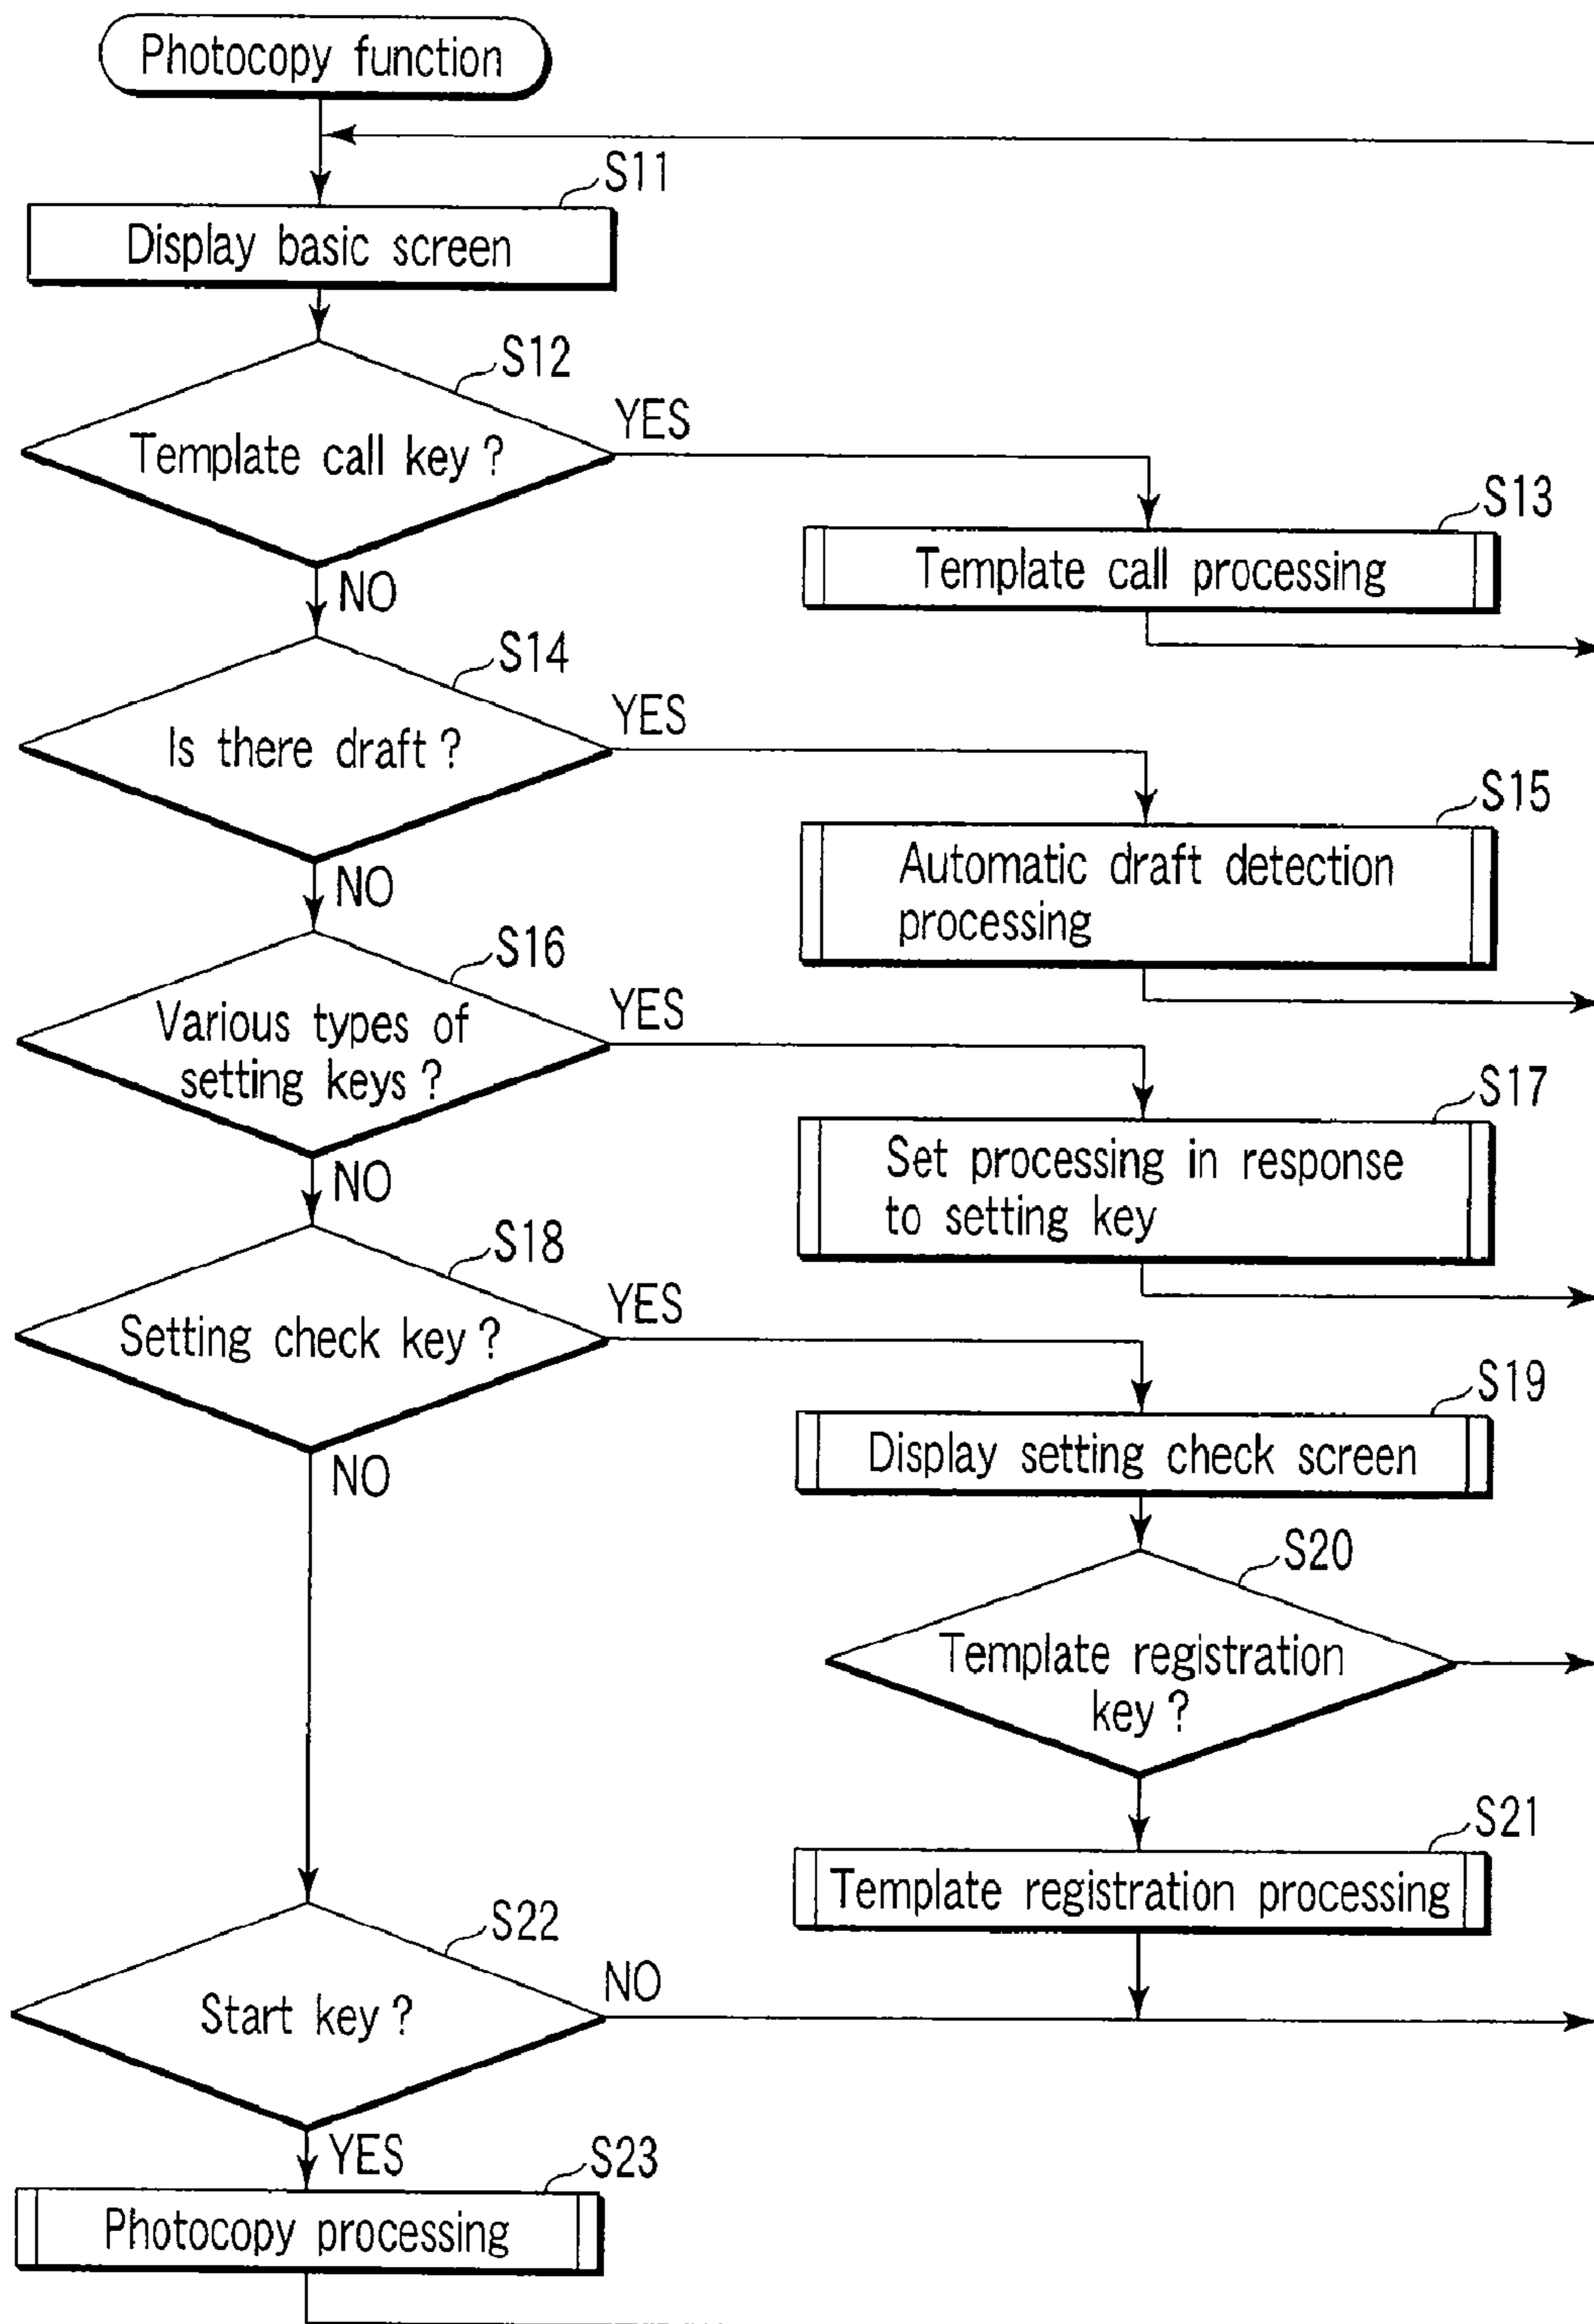 Photocopy function
S11
Display basic screen
S12
Template call key ?
YES
NO
S13
Template call processing
S14
Is there draft ?
YES
NO
S15
Automatic draft detection
processing
S16
Various types of
setting keys ?
YES
NO
S17
Set processing in response
to setting key
S18
Setting check key ?
YES
NO
S19
Display setting check screen
S20
Template registration
key ?
S21
Template registration processing
S22
Start key ?
NO
YES
S23
Photocopy processing